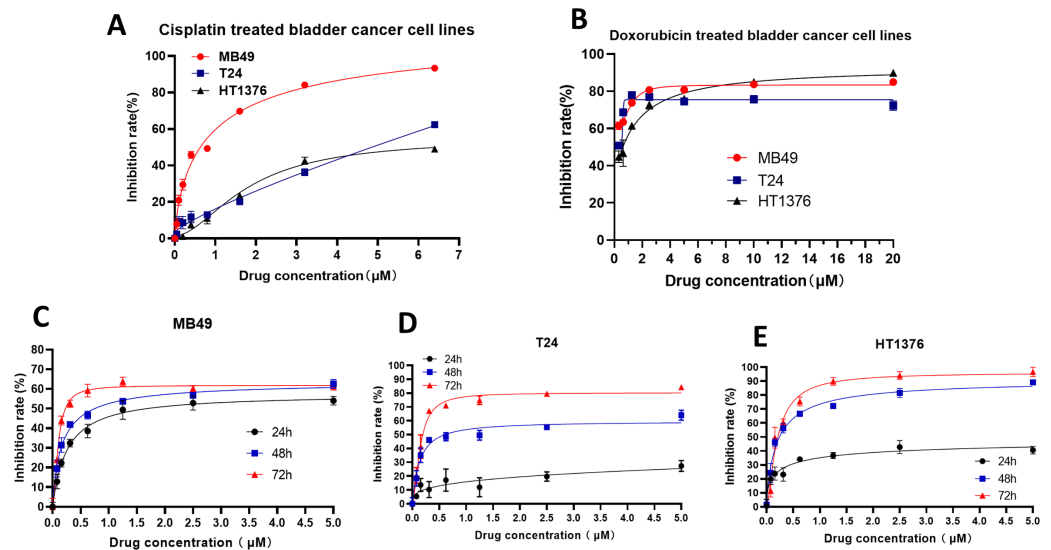 A
Cisplatin treated bladder cancer cell lines
MB49
T24
HT1376
Inhibition rate(%)
100
80
60
40
20
0
0 1 2 3 4 5 6 7
Drug concentration（μM）
B
Doxorubicin treated bladder cancer cell lines
Inhibition rate(%)
100
80
60
40
20
0
MB49
T24
HT1376
0 2 4 6 8 10 12 14 16 18 20
Drug concentration（μM）
C
MB49
Inhibition rate (%)
80
70
60
50
40
30
20
10
0
24h
48h
72h
0.0 0.5 1.0 1.5 2.0 2.5 3.0 3.5 4.0 4.5 5.0
Drug concentration（ μM）
D
T24
24h
48h
72h
Inhibition rate (%)
100
90
80
70
60
50
40
30
20
10
0
0.0 0.5 1.0 1.5 2.0 2.5 3.0 3.5 4.0 4.5 5.0
Drug concentration（ μM）
E
HT1376
Inhibition rate (%)
100
90
80
70
60
50
40
30
20
10
0
24h
48h
72h
0.0 0.5 1.0 1.5 2.0 2.5 3.0 3.5 4.0 4.5 5.0
Drug concentration（ μM）